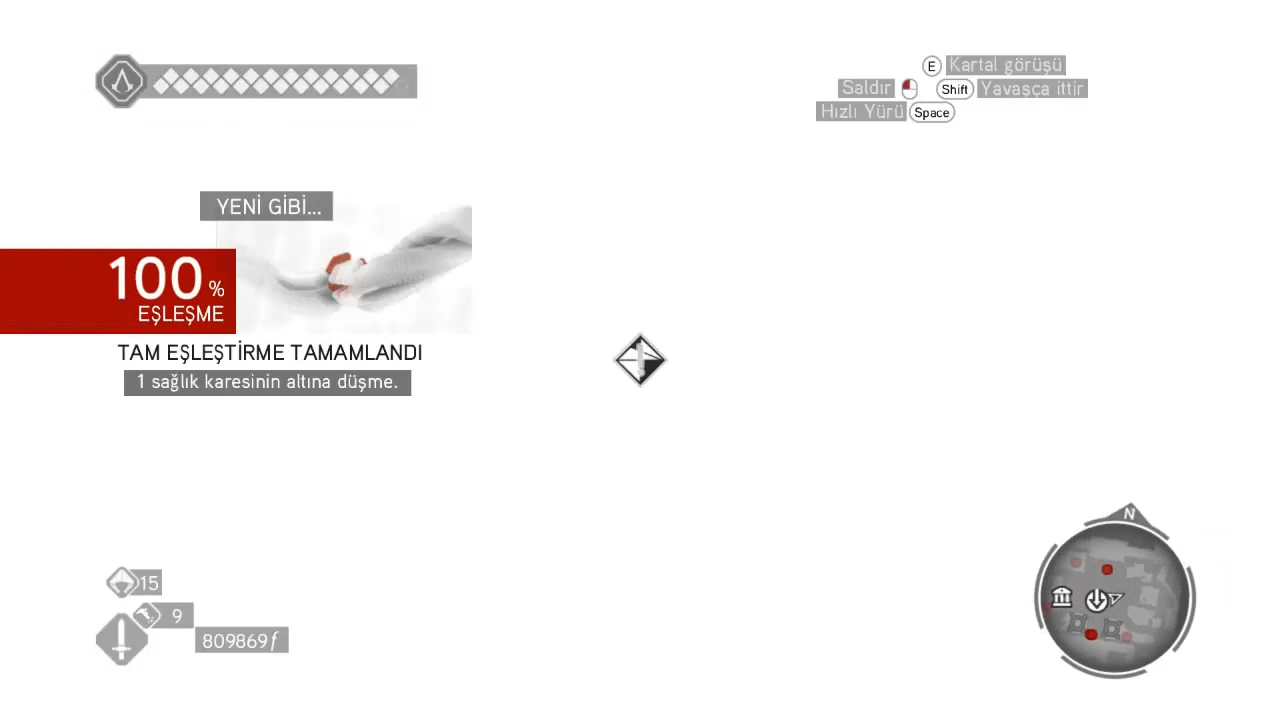 E Kartal görüşü
Saldır Shift Yavaşça ittir
Hızlı Yürü Space
YENİ GİBİ...
100 %
EŞLEŞME
TAM EŞLEŞTİRME TAMAMLANDI
1 sağlık karesinin altına düşme.
N
15
9
809869 ƒ